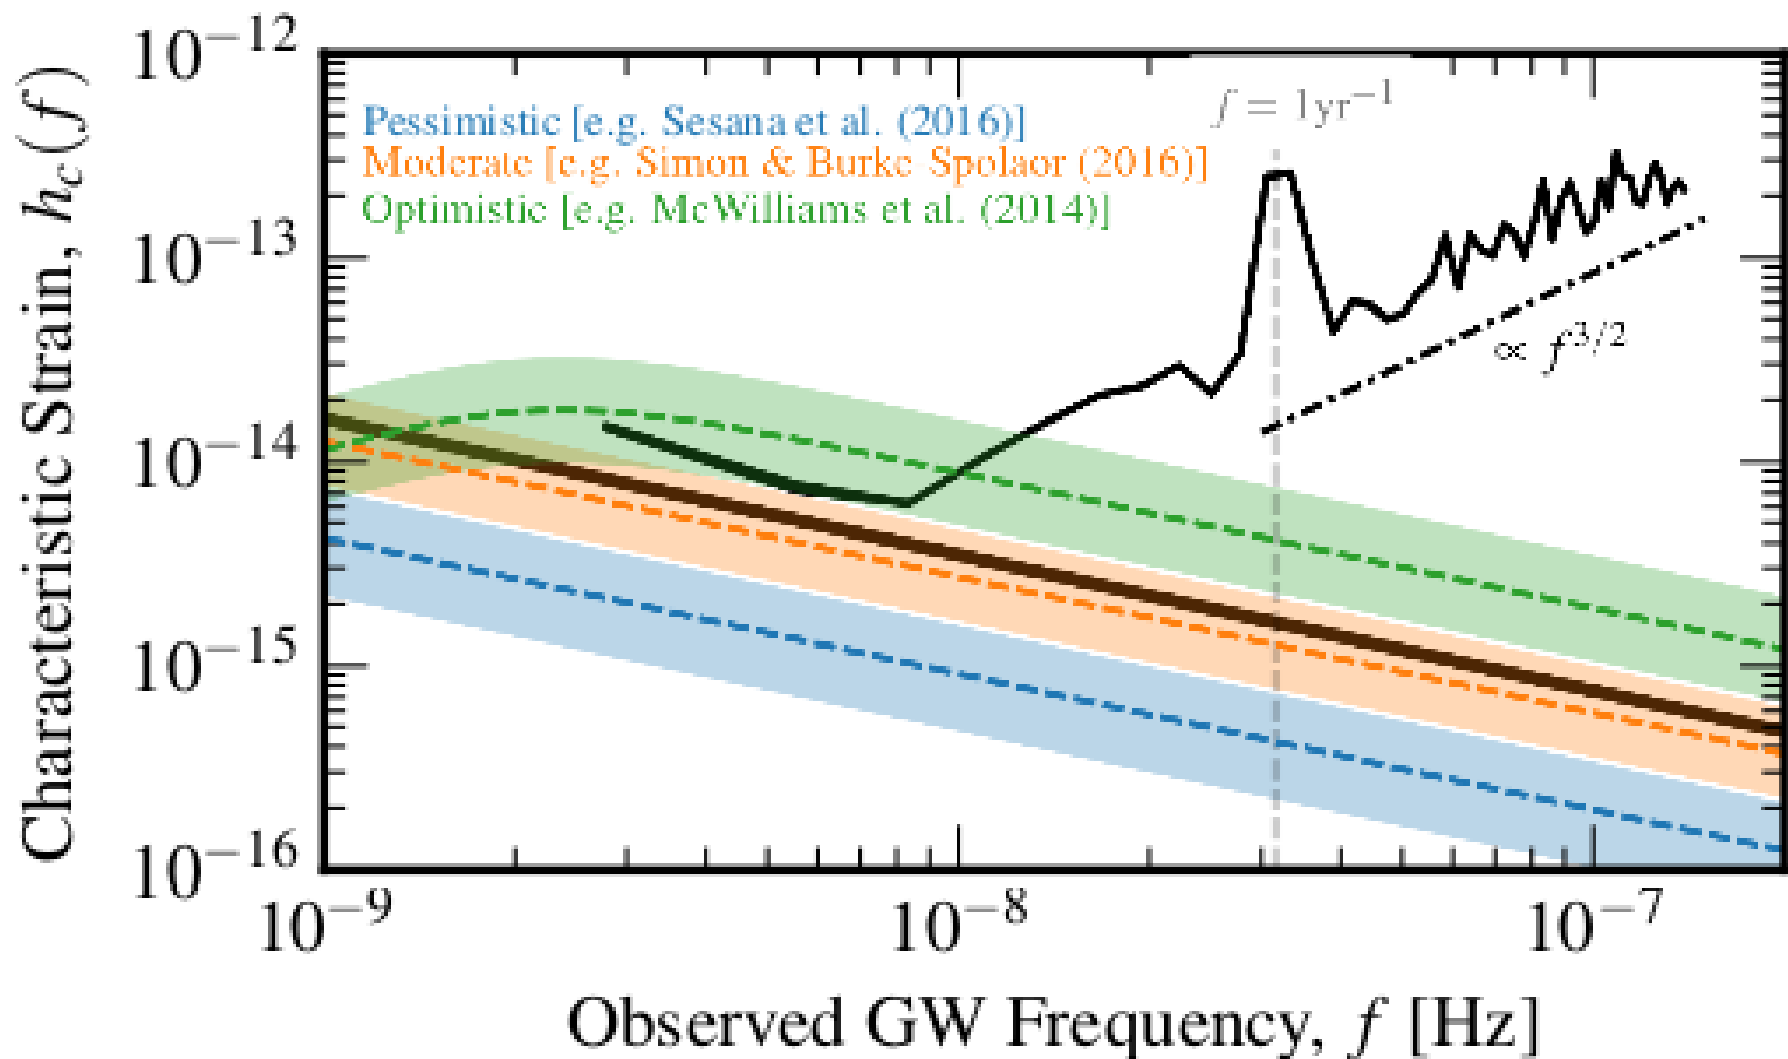 10⁻¹²
10⁻¹³
10⁻¹⁴
10⁻¹⁵
10⁻¹⁶
Characteristic Strain, h_c(f)
Pessimistic [e.g. Sesana et al. (2016)]
Moderate [e.g. Simon & Burke Spolaor (2016)]
Optimistic [e.g. McWilliams et al. (2014)]
f = 1yr⁻¹
∝ f^{3/2}
10⁻⁹ 10⁻⁸ 10⁻⁷
Observed GW Frequency, f [Hz]